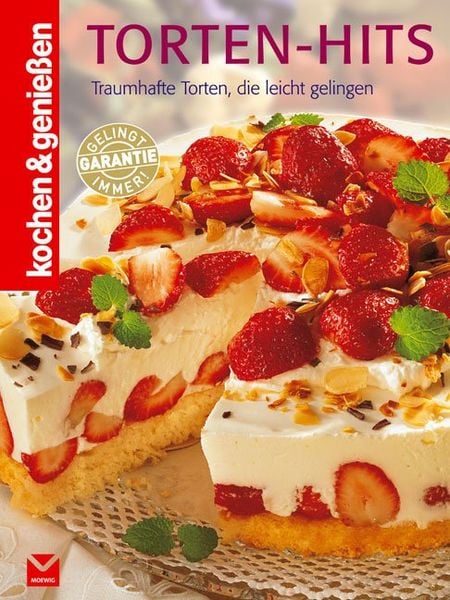 kochen & genießen
TORTEN-HITS
Traumhafte Torten, die leicht gelingen
GELINGT
GARANTIE
IMMER!
MOEWIG